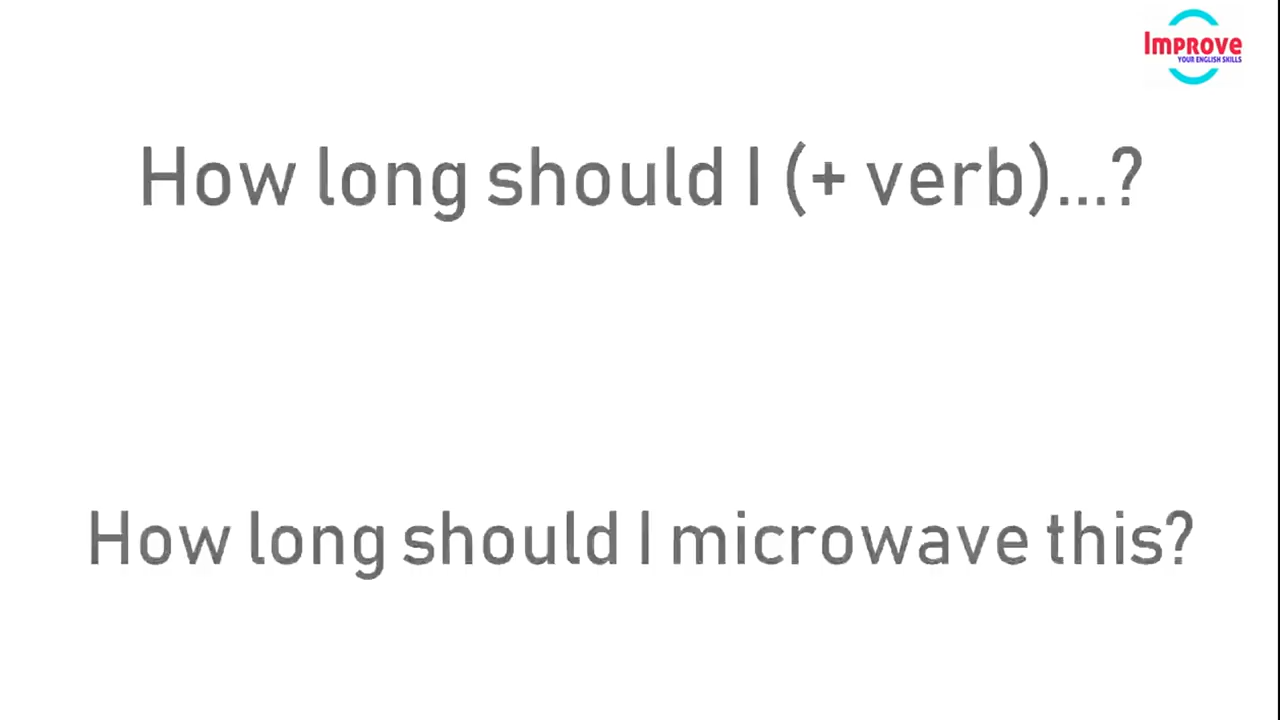 Improve
YOUR ENGLISH SKILLS
How long should I (+ verb)...?
How long should I microwave this?